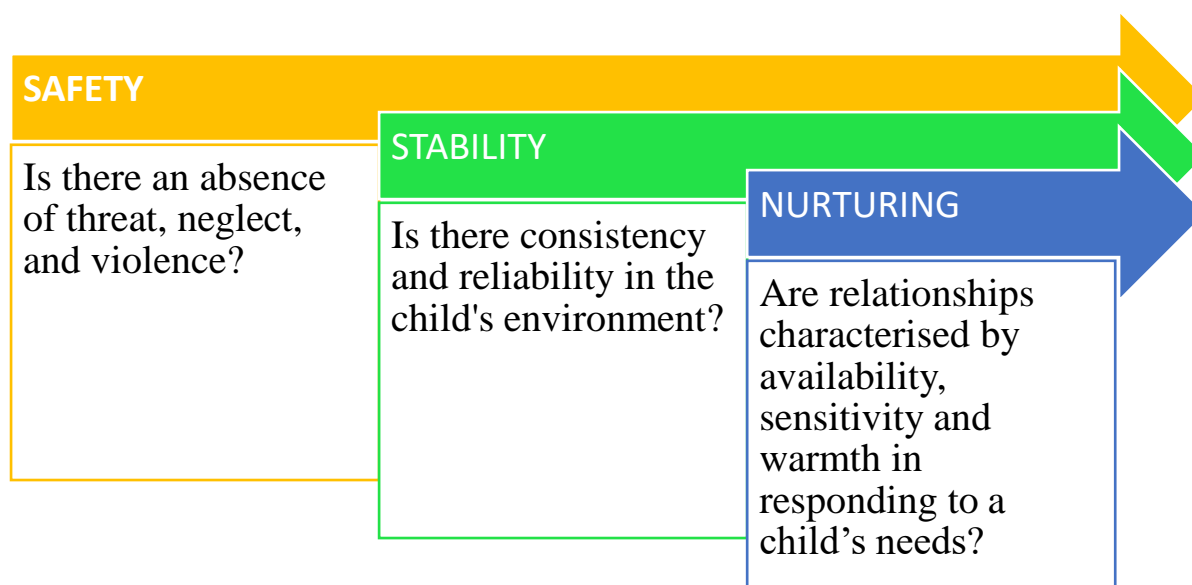 SAFETY
Is there an absence
of threat, neglect,
and violence?
STABILITY
Is there consistency
and reliability in the
child's environment?
NURTURING
Are relationships
characterised by
availability,
sensitivity and
warmth in
responding to a
child’s needs?